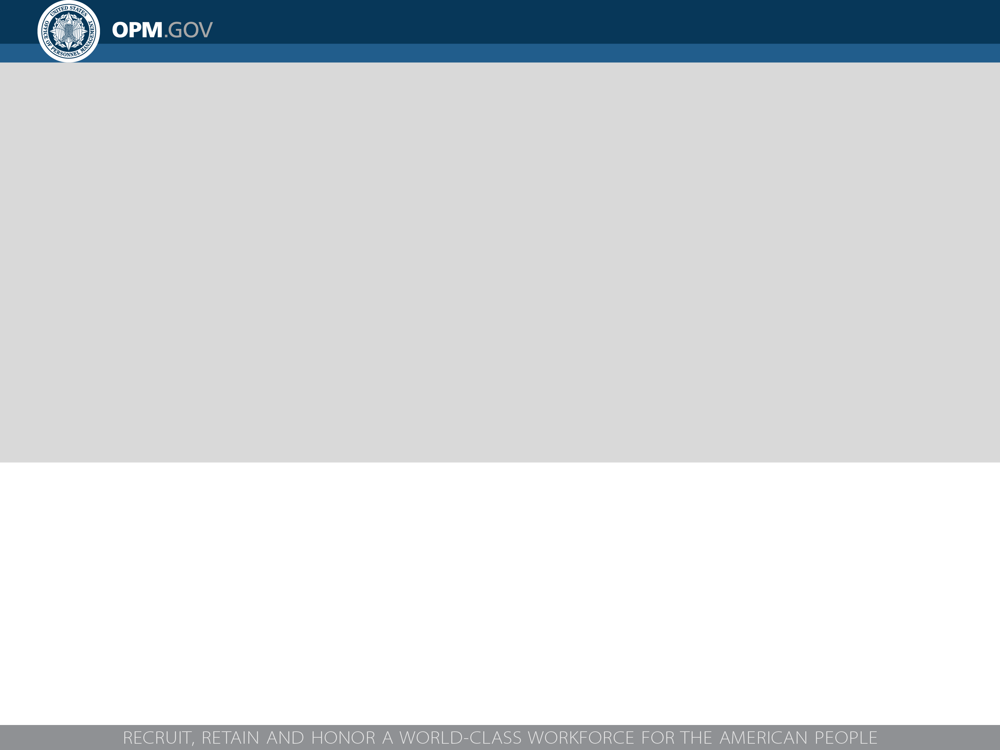 UNITED STATES
OFFICE OF PERSONNEL MANAGEMENT
OPM.GOV
RECRUIT, RETAIN AND HONOR A WORLD-CLASS WORKFORCE FOR THE AMERICAN PEOPLE